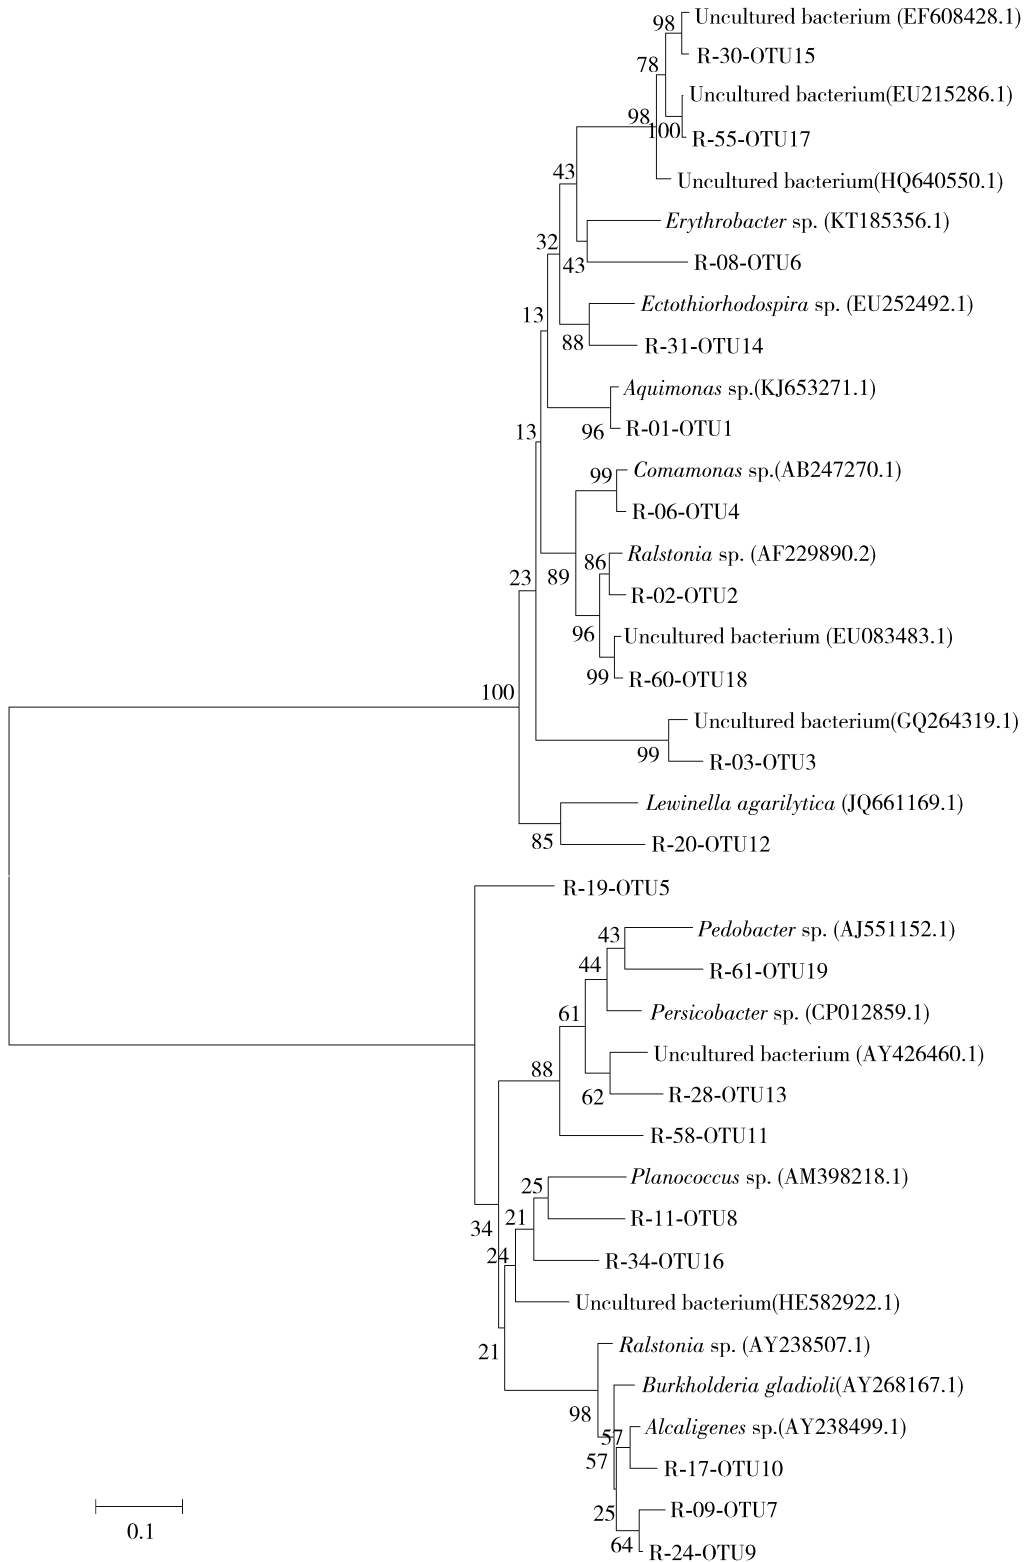 Uncultured bacterium (EF608428.1)
98
R-30-OTU15
78
Uncultured bacterium(EU215286.1)
98
100
R-55-OTU17
43
Uncultured bacterium(HQ640550.1)
Erythrobacter sp. (KT185356.1)
32
43
R-08-OTU6
Ectothiorhodospira sp. (EU252492.1)
13
88
R-31-OTU14
Aquimonas sp.(KJ653271.1)
13
96
R-01-OTU1
99
Comamonas sp.(AB247270.1)
R-06-OTU4
86
Ralstonia sp. (AF229890.2)
23
89
R-02-OTU2
96
Uncultured bacterium (EU083483.1)
99
R-60-OTU18
100
Uncultured bacterium(GQ264319.1)
99
R-03-OTU3
Lewinella agarilytica (JQ661169.1)
85
R-20-OTU12
R-19-OTU5
43
Pedobacter sp. (AJ551152.1)
44
R-61-OTU19
61
Persicobacter sp. (CP012859.1)
Uncultured bacterium (AY426460.1)
88
62
R-28-OTU13
R-58-OTU11
25
Planococcus sp. (AM398218.1)
21
R-11-OTU8
34
24
R-34-OTU16
Uncultured bacterium(HE582922.1)
21
Ralstonia sp. (AY238507.1)
Burkholderia gladioli(AY268167.1)
98
57
Alcaligenes sp.(AY238499.1)
57
R-17-OTU10
25
R-09-OTU7
64
R-24-OTU9
0.1